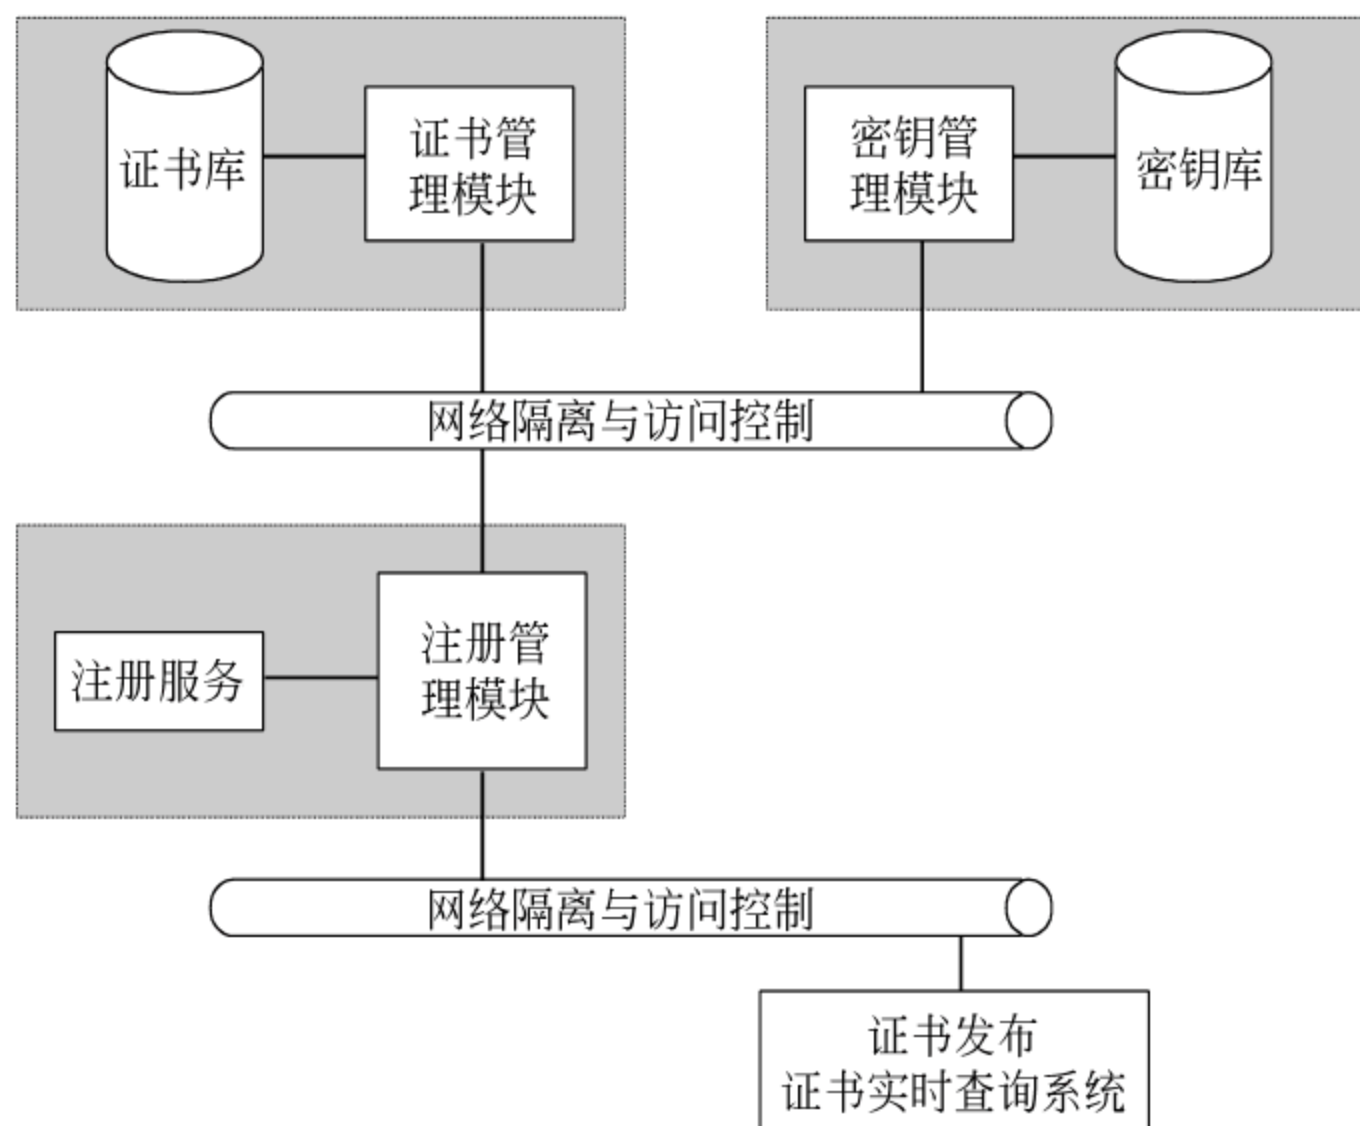 证书库
证书管
理模块
密钥管
理模块
密钥库
网络隔离与访问控制
注册服务
注册管
理模块
网络隔离与访问控制
证书发布
证书实时查询系统